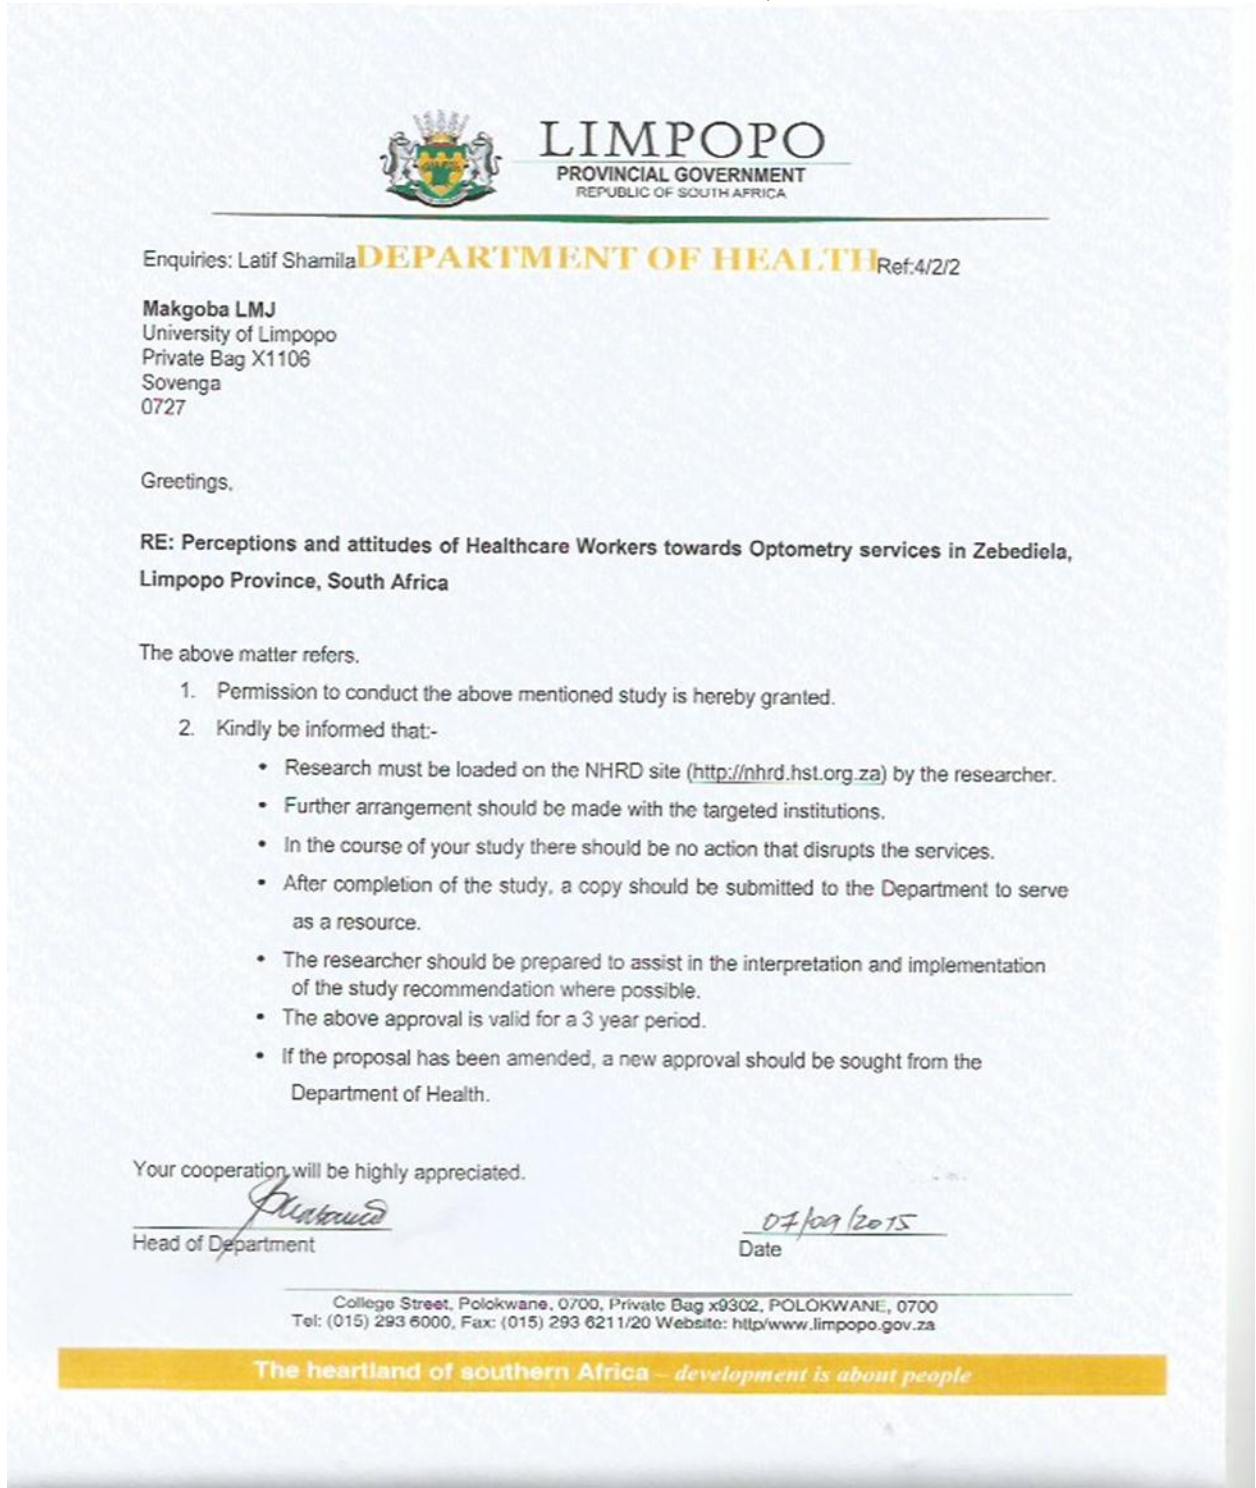 LIMPOPO
PROVINCIAL GOVERNMENT
REPUBLIC OF SOUTH AFRICA
Enquiries: Latif Shamila DEPARTMENT OF HEALTH Ref:4/2/2
Makgoba LMJ
University of Limpopo
Private Bag X1106
Sovenga
0727
Greetings,
RE: Perceptions and attitudes of Healthcare Workers towards Optometry services in Zebediela,
Limpopo Province, South Africa
The above matter refers.
1. Permission to conduct the above mentioned study is hereby granted.
2. Kindly be informed that:-
• Research must be loaded on the NHRD site (http://nhrd.hst.org.za) by the researcher.
• Further arrangement should be made with the targeted institutions.
• In the course of your study there should be no action that disrupts the services.
• After completion of the study, a copy should be submitted to the Department to serve
as a resource.
• The researcher should be prepared to assist in the interpretation and implementation
of the study recommendation where possible.
• The above approval is valid for a 3 year period.
• If the proposal has been amended, a new approval should be sought from the
Department of Health.
Your cooperation will be highly appreciated.
07/09/2015
Head of Department
Date
College Street, Polokwane, 0700, Private Bag x9302, POLOKWANE, 0700
Tel: (015) 293 6000, Fax: (015) 293 6211/20 Website: http/www.limpopo.gov.za
The heartland of southern Africa – development is about people